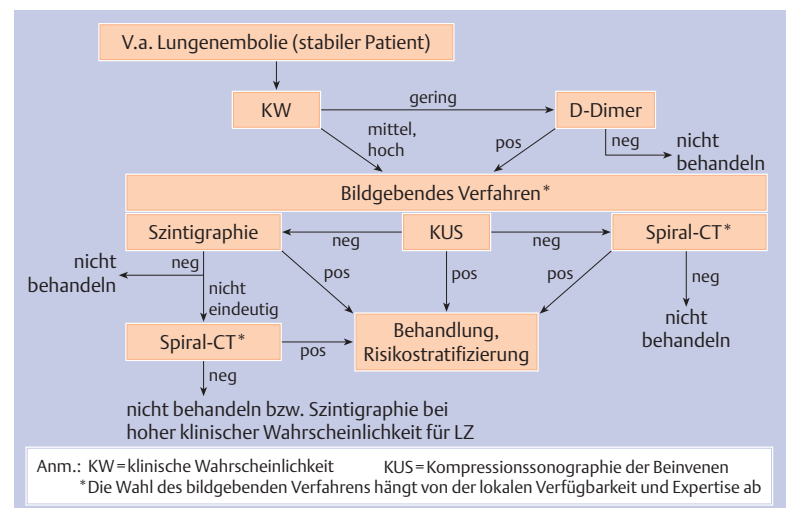 V.a. Lungenembolie (stabiler Patient)
KW
gering
D-Dimer
mittel,
hoch
pos
neg
nicht
behandeln
Bildgebendes Verfahren*
Szintigraphie
neg
KUS
neg
Spiral-CT*
nicht
behandeln
neg
pos
pos
pos
neg
nicht
eindeutig
nicht
behandeln
Spiral-CT*
pos
Behandlung,
Risikostratifizierung
neg
nicht behandeln bzw. Szintigraphie bei
hoher klinischer Wahrscheinlichkeit für LZ
Anm.: KW=klinische Wahrscheinlichkeit KUS=Kompressionssonographie der Beinvenen
*Die Wahl des bildgebenden Verfahrens hängt von der lokalen Verfügbarkeit und Expertise ab